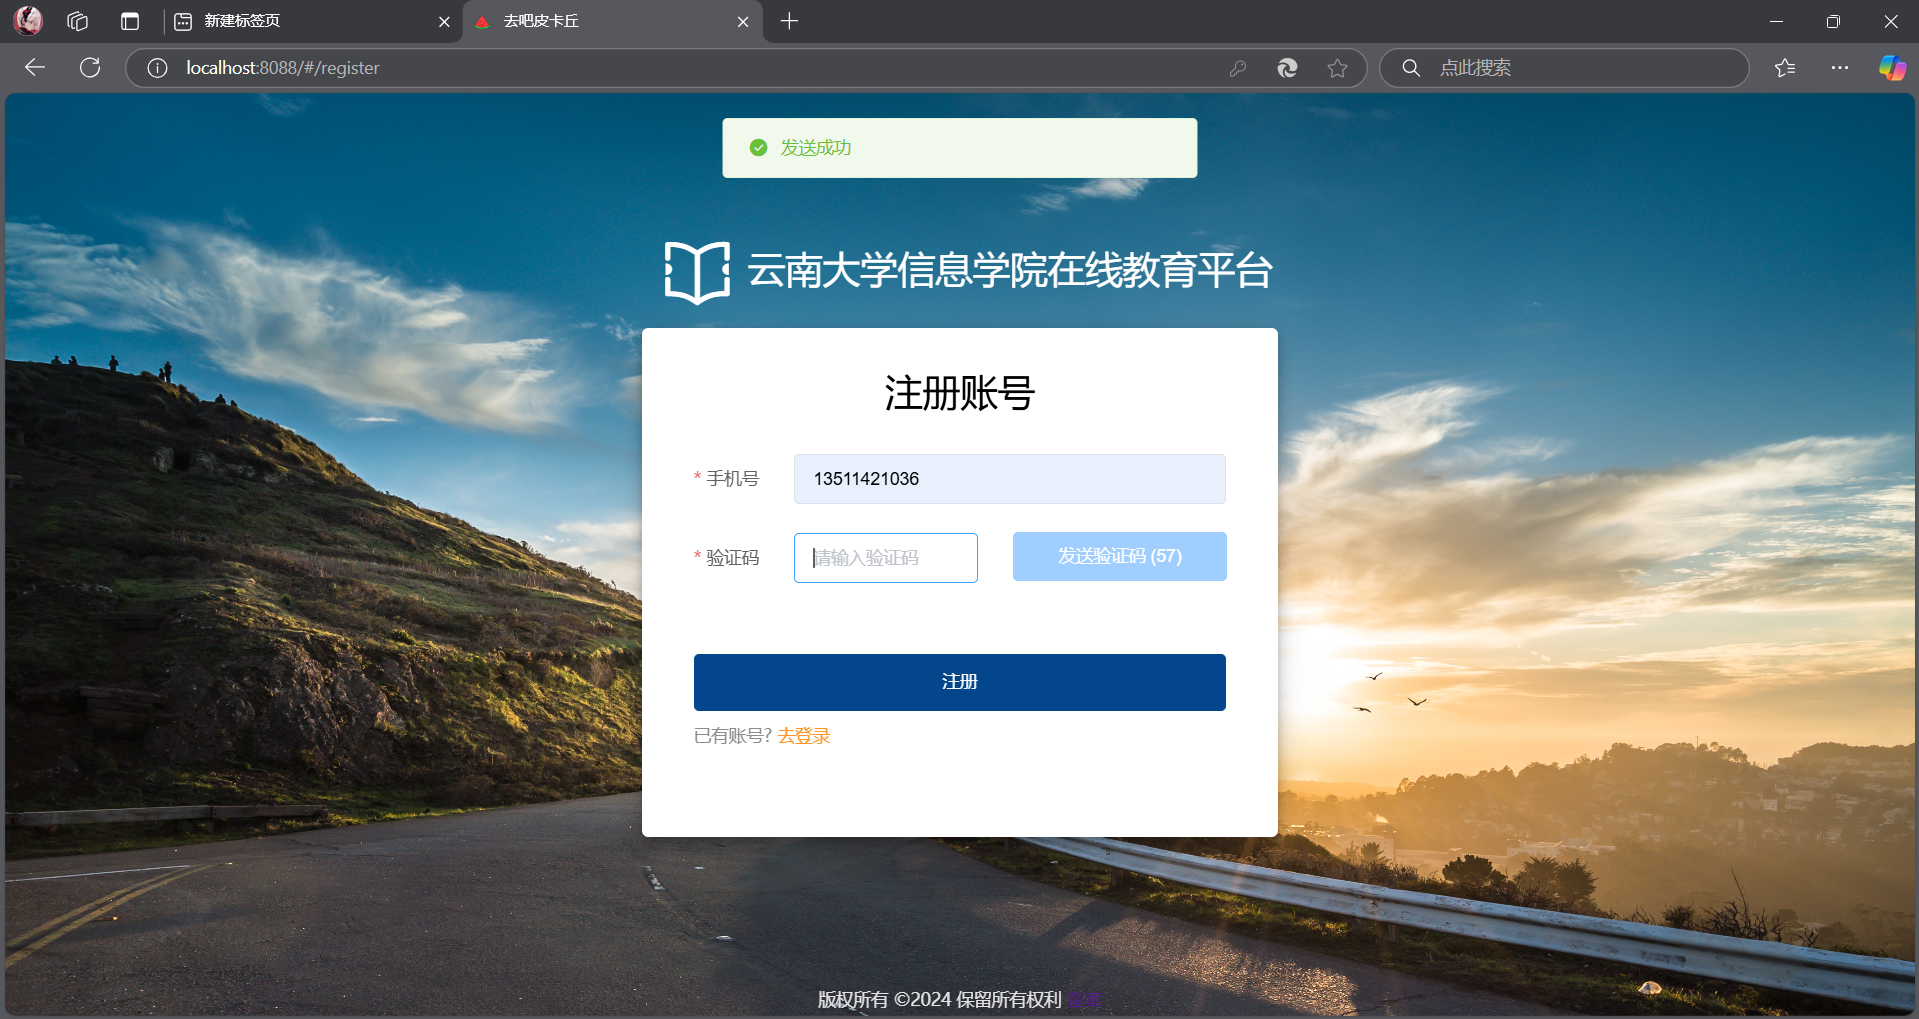 新建标签页
去吧皮卡丘
localhost:8088/#/register
点此搜索
发送成功
云南大学信息学院在线教育平台
注册账号
* 手机号
13511421036
* 验证码
请输入验证码
发送验证码 (57)
注册
已有账号? 去登录
版权所有 ©2024 保留所有权利